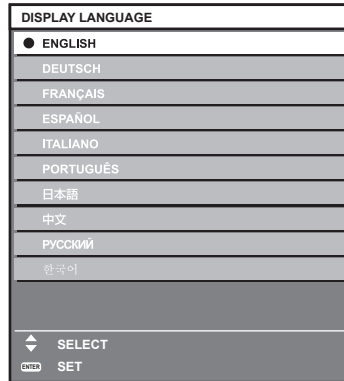 DISPLAY LANGUAGE
ENGLISH
DEUTSCH
FRANÇAIS
ESPAÑOL
ITALIANO
PORTUGUÊS
日本語
中文
РУССКИЙ
한국어
SELECT
ENTER SET